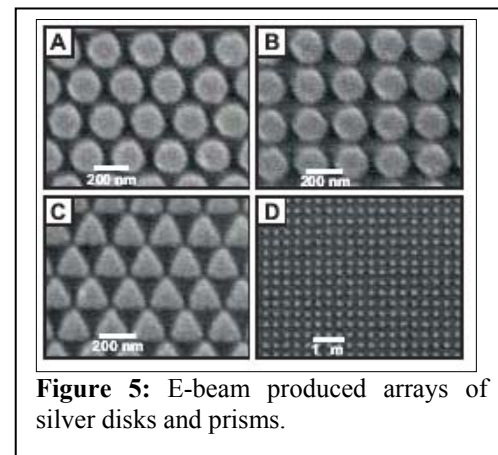 A
B
200 nm
200 nm
C
D
200 nm
1 m
Figure 5: E-beam produced arrays of
silver disks and prisms.